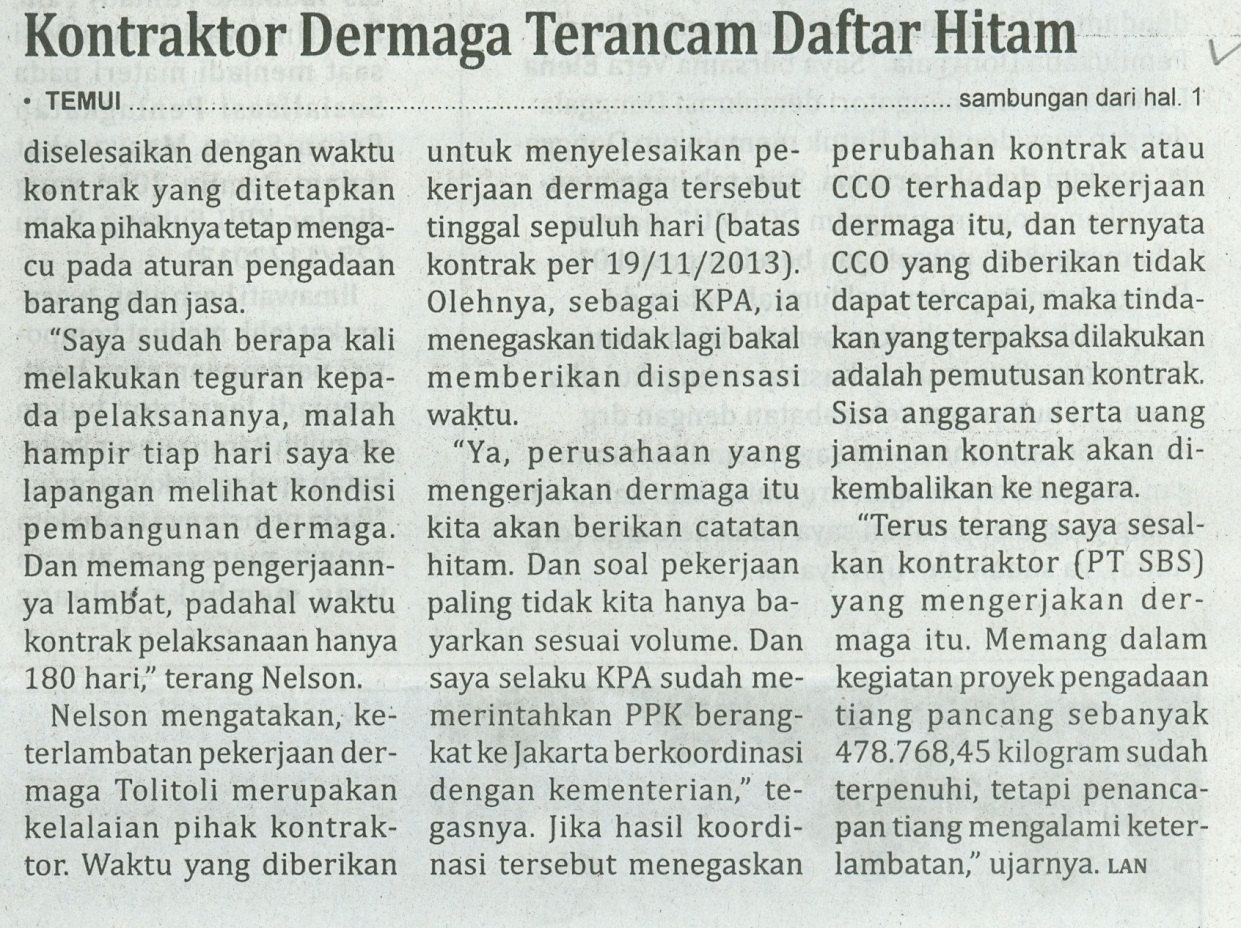 Kontraktor Dermaga Terancam Daftar Hitam
• TEMUI ........ sambungan dari hal. 1
diselesaikan dengan waktu
kontrak yang ditetapkan
maka pihaknya tetap menga-
cu pada aturan pengadaan
barang dan jasa.
“Saya sudah berapa kali
melakukan teguran kepa-
da pelaksananya, malah
hampir tiap hari saya ke
lapangan melihat kondisi
pembangunan dermaga.
Dan memang pengerjaann-
ya lambat, padahal waktu
kontrak pelaksanaan hanya
180 hari,” terang Nelson.
Nelson mengatakan, ke-
terlambatan pekerjaan der-
maga Tolitoli merupakan
kelalaian pihak kontrak-
tor. Waktu yang diberikan
untuk menyelesaikan pe-
kerjaan dermaga tersebut
tinggal sepuluh hari (batas
kontrak per 19/11/2013).
Olehnya, sebagai KPA, ia
menegaskan tidak lagi bakal
memberikan dispensasi
waktu.
“Ya, perusahaan yang
mengerjakan dermaga itu
kita akan berikan catatan
hitam. Dan soal pekerjaan
paling tidak kita hanya ba-
yarkan sesuai volume. Dan
saya selaku KPA sudah me-
merintahkan PPK berang-
kat ke Jakarta berkoordinasi
dengan kementerian,” te-
gasnya. Jika hasil koordi-
nasi tersebut menegaskan
perubahan kontrak atau
CCO terhadap pekerjaan
dermaga itu, dan ternyata
CCO yang diberikan tidak
dapat tercapai, maka tinda-
kan yang terpaksa dilakukan
adalah pemutusan kontrak.
Sisa anggaran serta uang
jaminan kontrak akan di-
kembalikan ke negara.
“Terus terang saya sesal-
kan kontraktor (PT SBS)
yang mengerjakan der-
maga itu. Memang dalam
kegiatan proyek pengadaan
tiang pancang sebanyak
478.768,45 kilogram sudah
terpenuhi, tetapi penanca-
pan tiang mengalami keter-
lambatan,” ujarnya. LAN